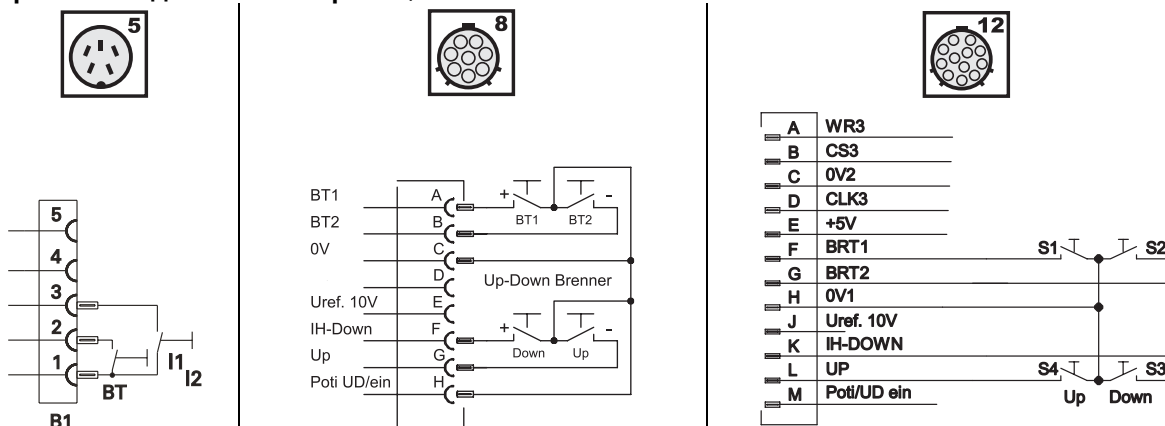 5
8
12
5
4
3
2
1
BT
I1
I2
B1
BT1
BT2
0V
Uref. 10V
IH-Down
Up
Poti UD/ein
A
B
C
D
E
F
G
H
+
-
BT1
BT2
Up-Down Brenner
+
-
Down
Up
A WR3
B CS3
C 0V2
D CLK3
E +5V
F BRT1
G BRT2
H 0V1
J Uref. 10V
K IH-DOWN
L UP
M Poti/UD ein
S1
S2
S4
S3
Up
Down